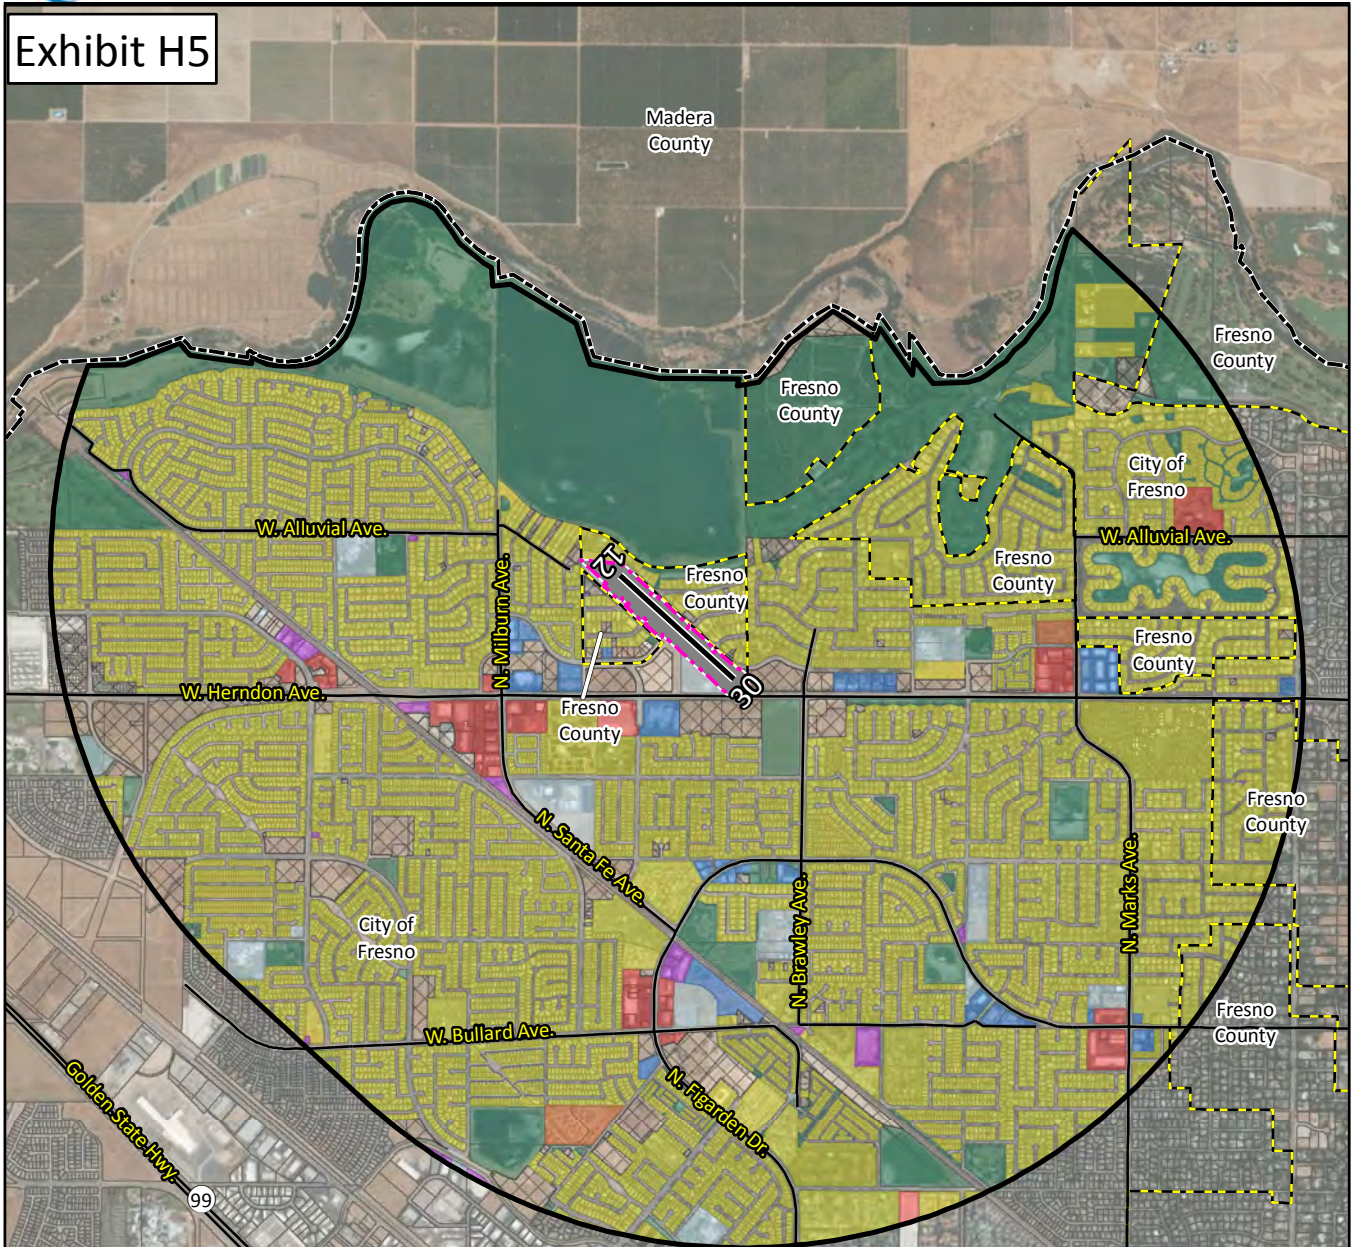 Exhibit H5
Madera
County
Fresno
County
Fresno
County
City of
Fresno
W. Alluvial Ave.
W. Alluvial Ave.
12
Fresno
County
Fresno
County
N. Milburn Ave.
Fresno
County
30
W. Herndon Ave.
Fresno
County
Fresno
County
N. Santa Fe Ave.
N. Brawley Ave.
N. Marks Ave.
City of
Fresno
Fresno
County
W. Bullard Ave.
N. Figarden Dr.
Golden State Hwy.
99